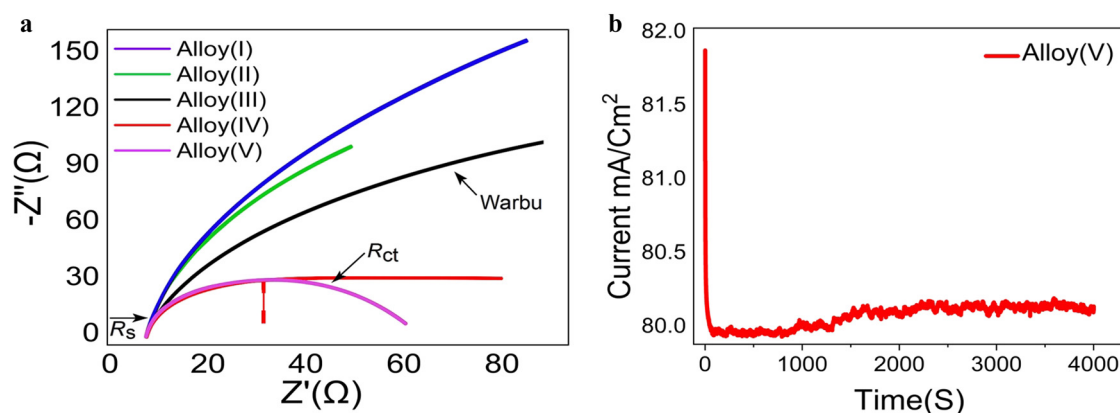 a
-Z''(Ω)
150
120
90
60
30
0
Alloy(I)
Alloy(II)
Alloy(III)
Alloy(IV)
Alloy(V)
Warbu
Rct
Rs
0 20 40 60 80
Z'(Ω)
b
Current mA/Cm²
82.0
81.5
81.0
80.5
80.0
Alloy(V)
0 1000 2000 3000 4000
Time(S)